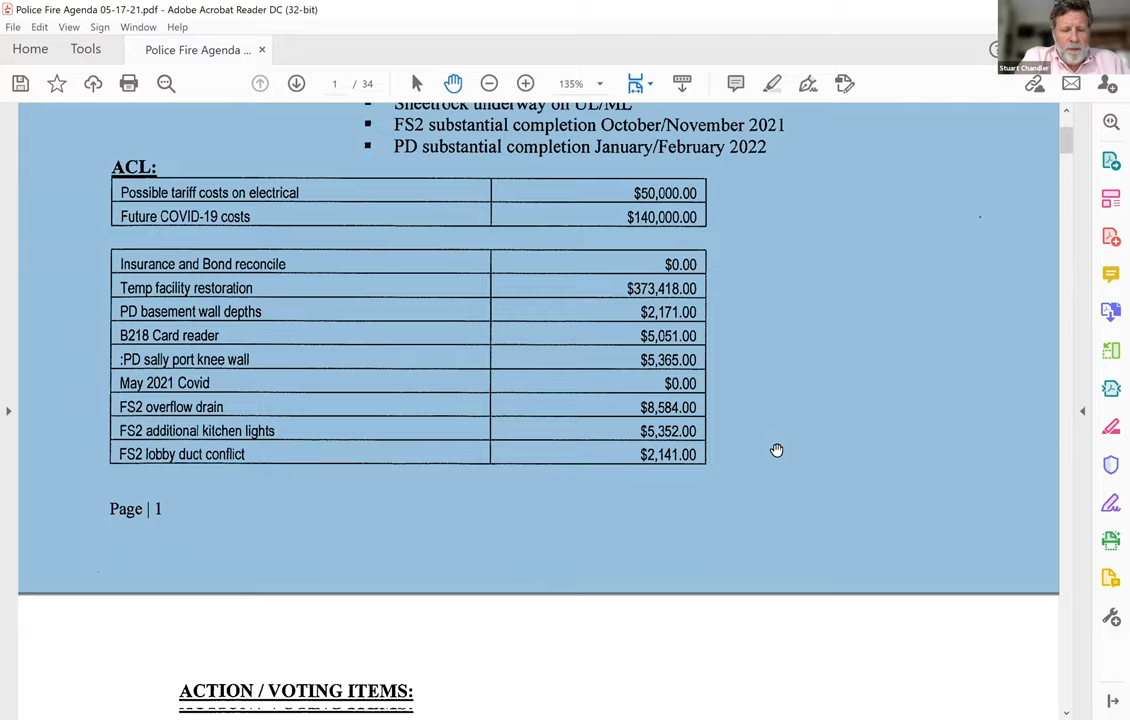 Police Fire Agenda 05-17-21.pdf - Adobe Acrobat Reader DC (32-bit)
File Edit View Sign Window Help
Home Tools Police Fire Agenda ... ×
1 / 34 135%
Stuart Chandler
Sheetrock underway on UL/ML
▪ FS2 substantial completion October/November 2021
▪ PD substantial completion January/February 2022
ACL:
Possible tariff costs on electrical $50,000.00
Future COVID-19 costs $140,000.00
Insurance and Bond reconcile $0.00
Temp facility restoration $373,418.00
PD basement wall depths $2,171.00
B218 Card reader $5,051.00
:PD sally port knee wall $5,365.00
May 2021 Covid $0.00
FS2 overflow drain $8,584.00
FS2 additional kitchen lights $5,352.00
FS2 lobby duct conflict $2,141.00
Page | 1
ACTION / VOTING ITEMS: